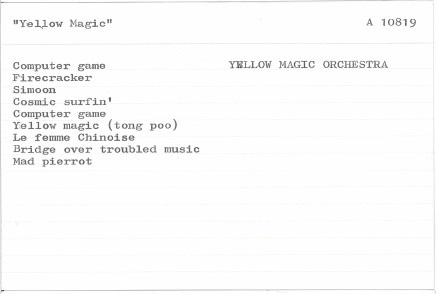 "Yellow Magic" A 10819
Computer game YELLOW MAGIC ORCHESTRA
Firecracker
Simoon
Cosmic surfin'
Computer game
Yellow magic (tong poo)
Le femme Chinoise
Bridge over troubled music
Mad pierrot